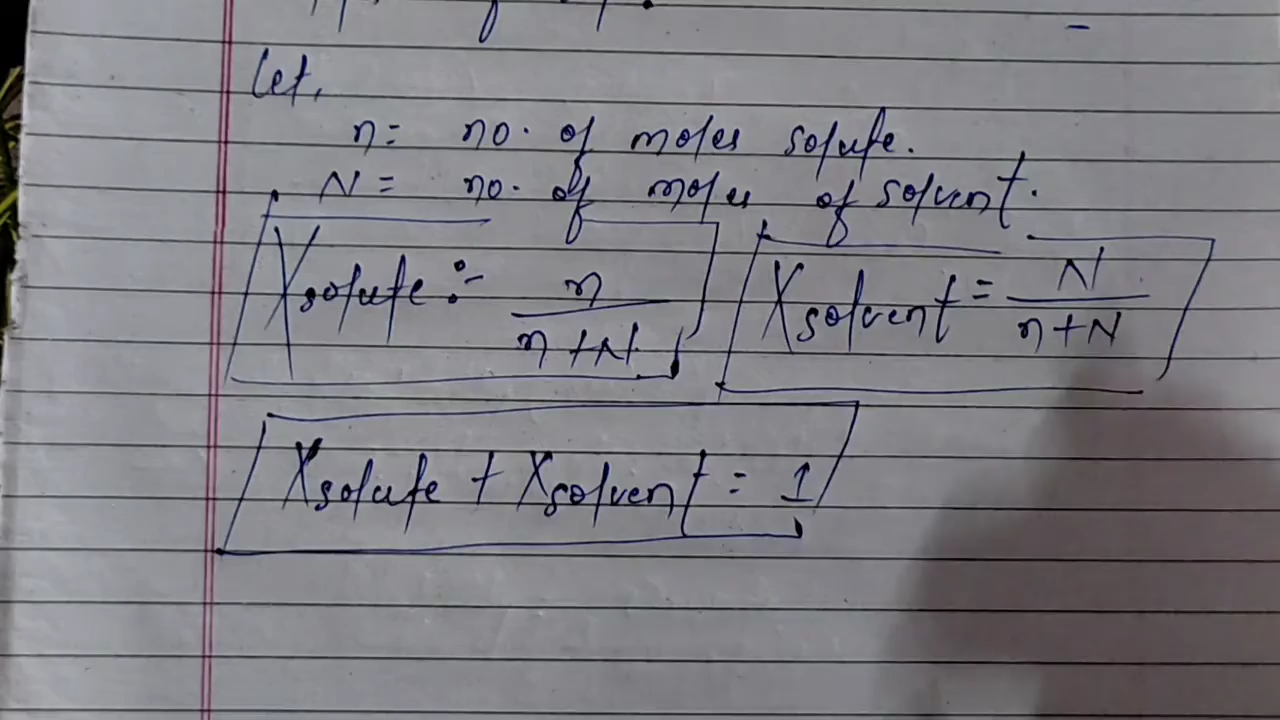 Let,
n= no. of moles solute.
N= no. of moles of solvent.
Xsolute :- n/n+N
Xsolvent = N/n+N
Xsolute + Xsolvent = 1